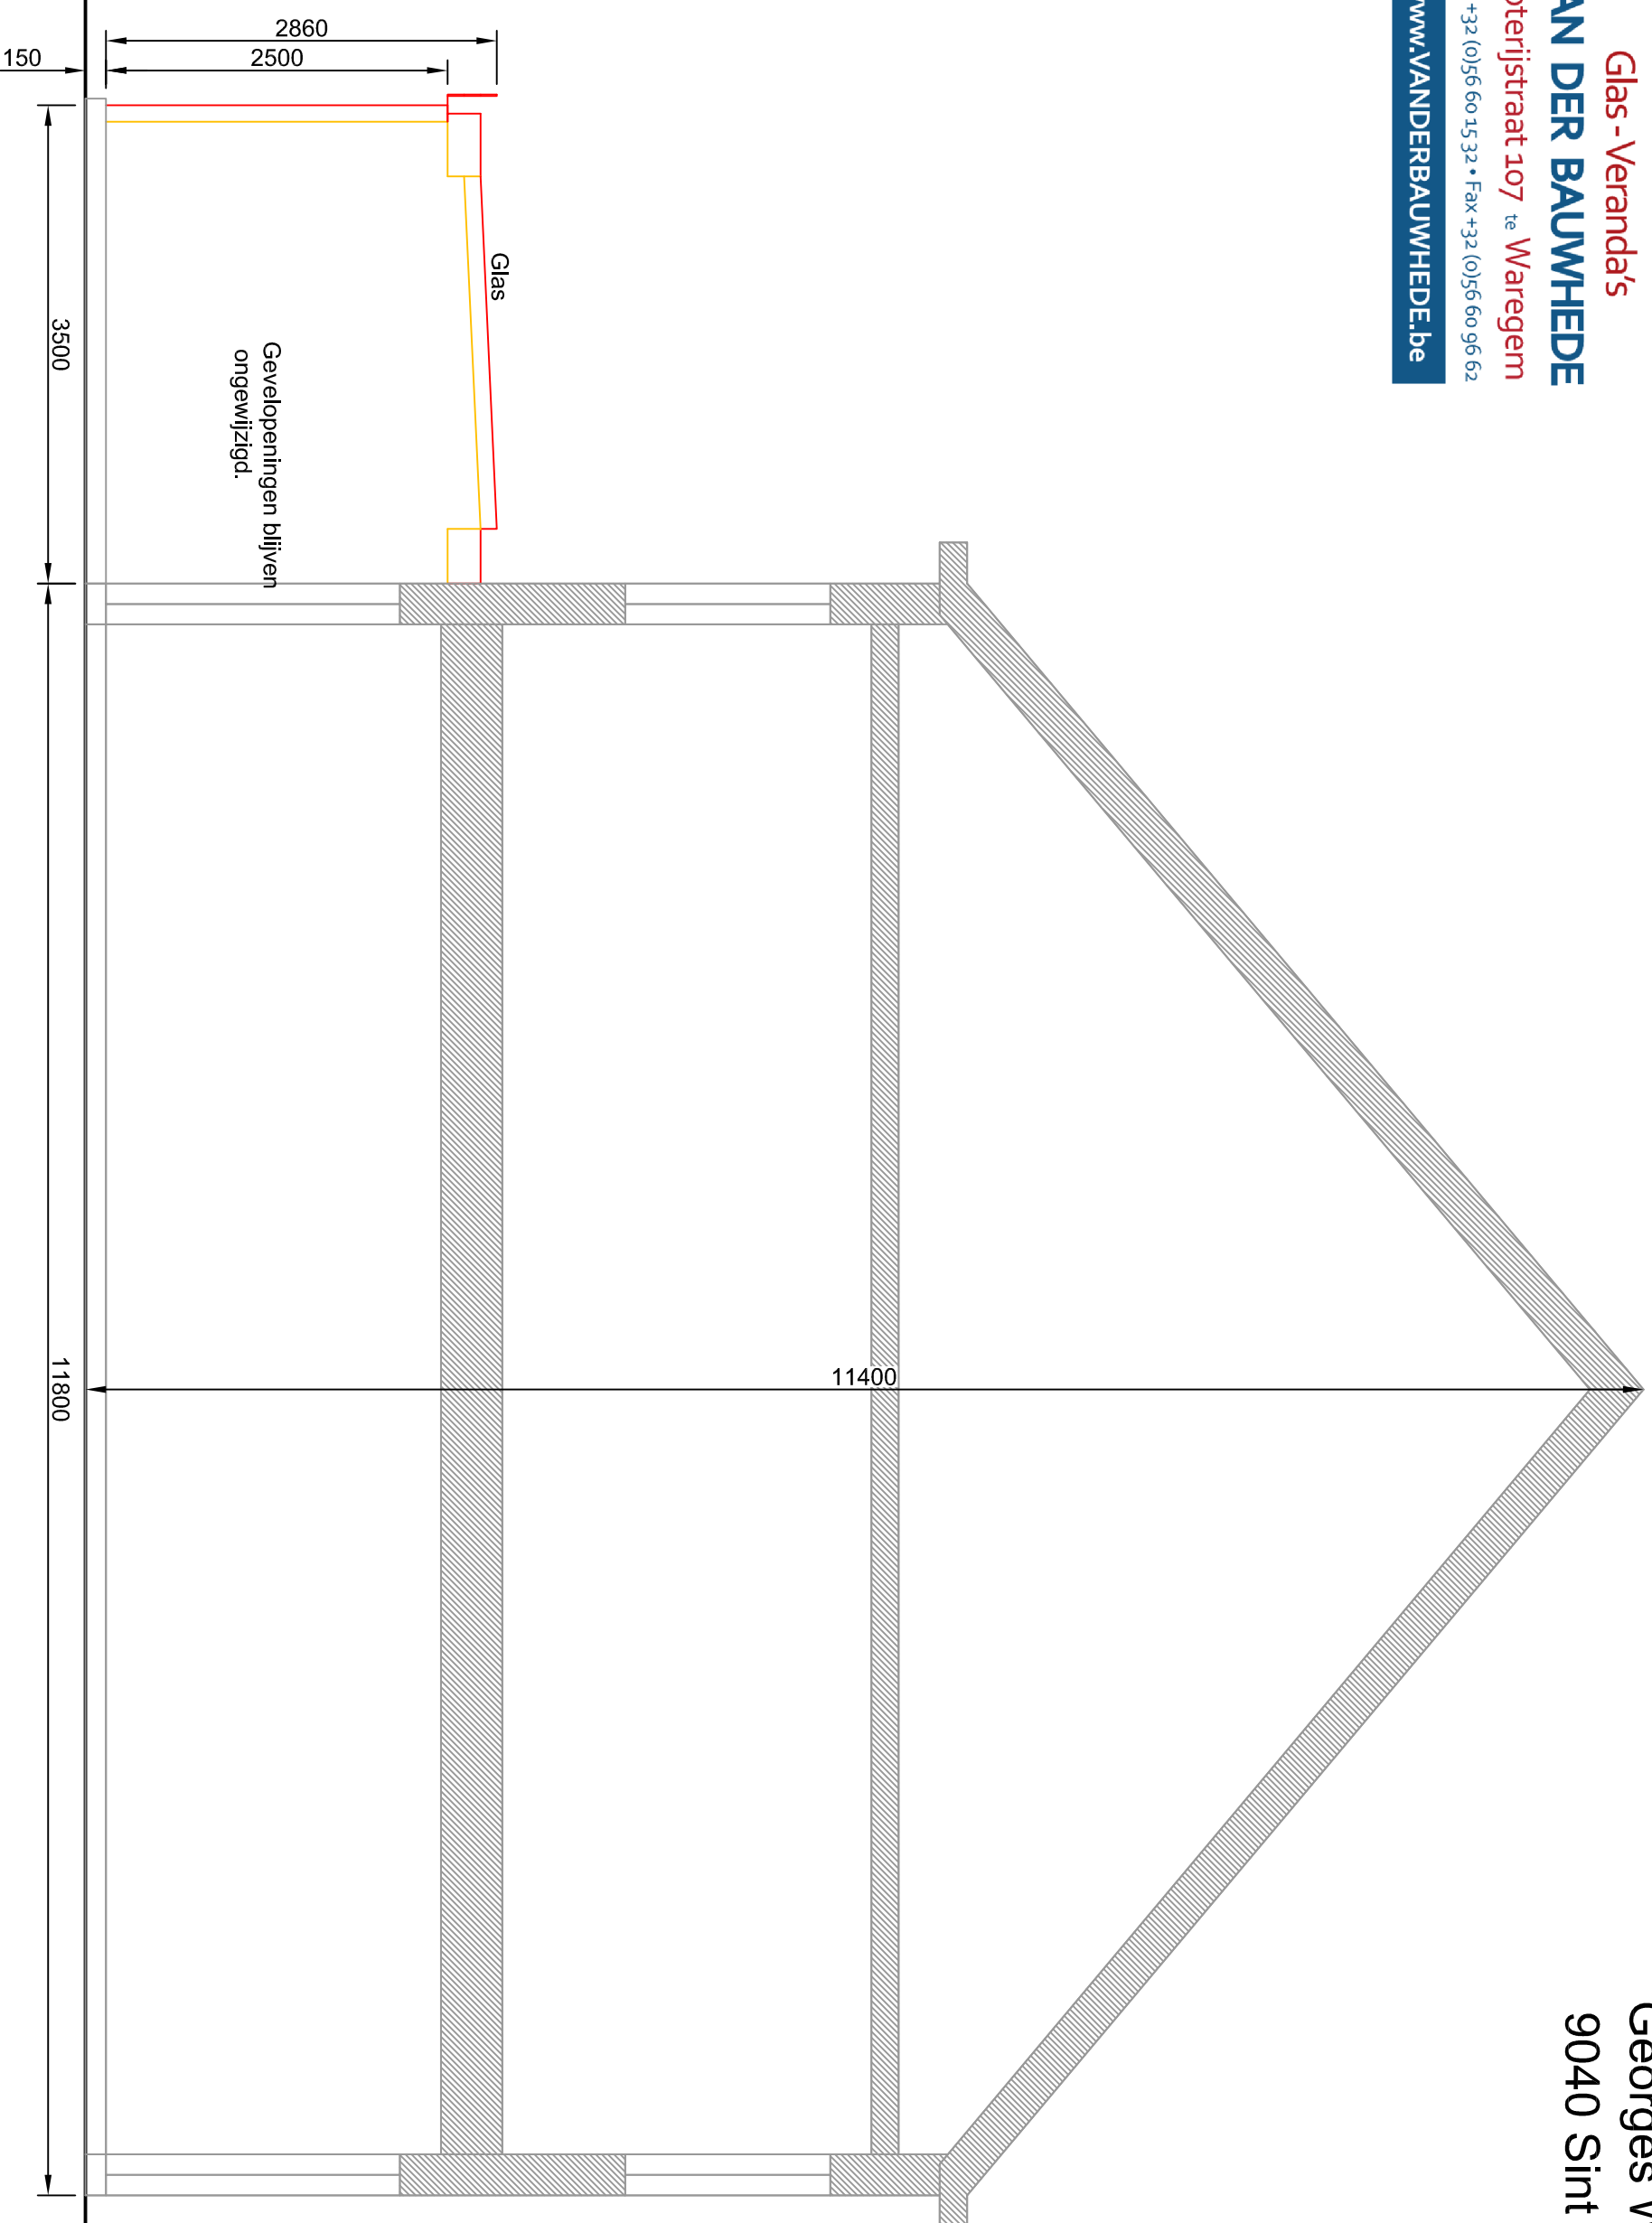 Glas-Veranda's
AN DER BAUWHEDE
oterijstraat 107 te Waregem
+32 (0)56 60 15 32 • Fax +32 (0)56 60 96 62
www.VANDERBAUWHEDE.be
Georges V
9040 Sint
2860
2500
150
Glas
3500
Gevelopeningen blijven
ongewijzigd.
11400
11800